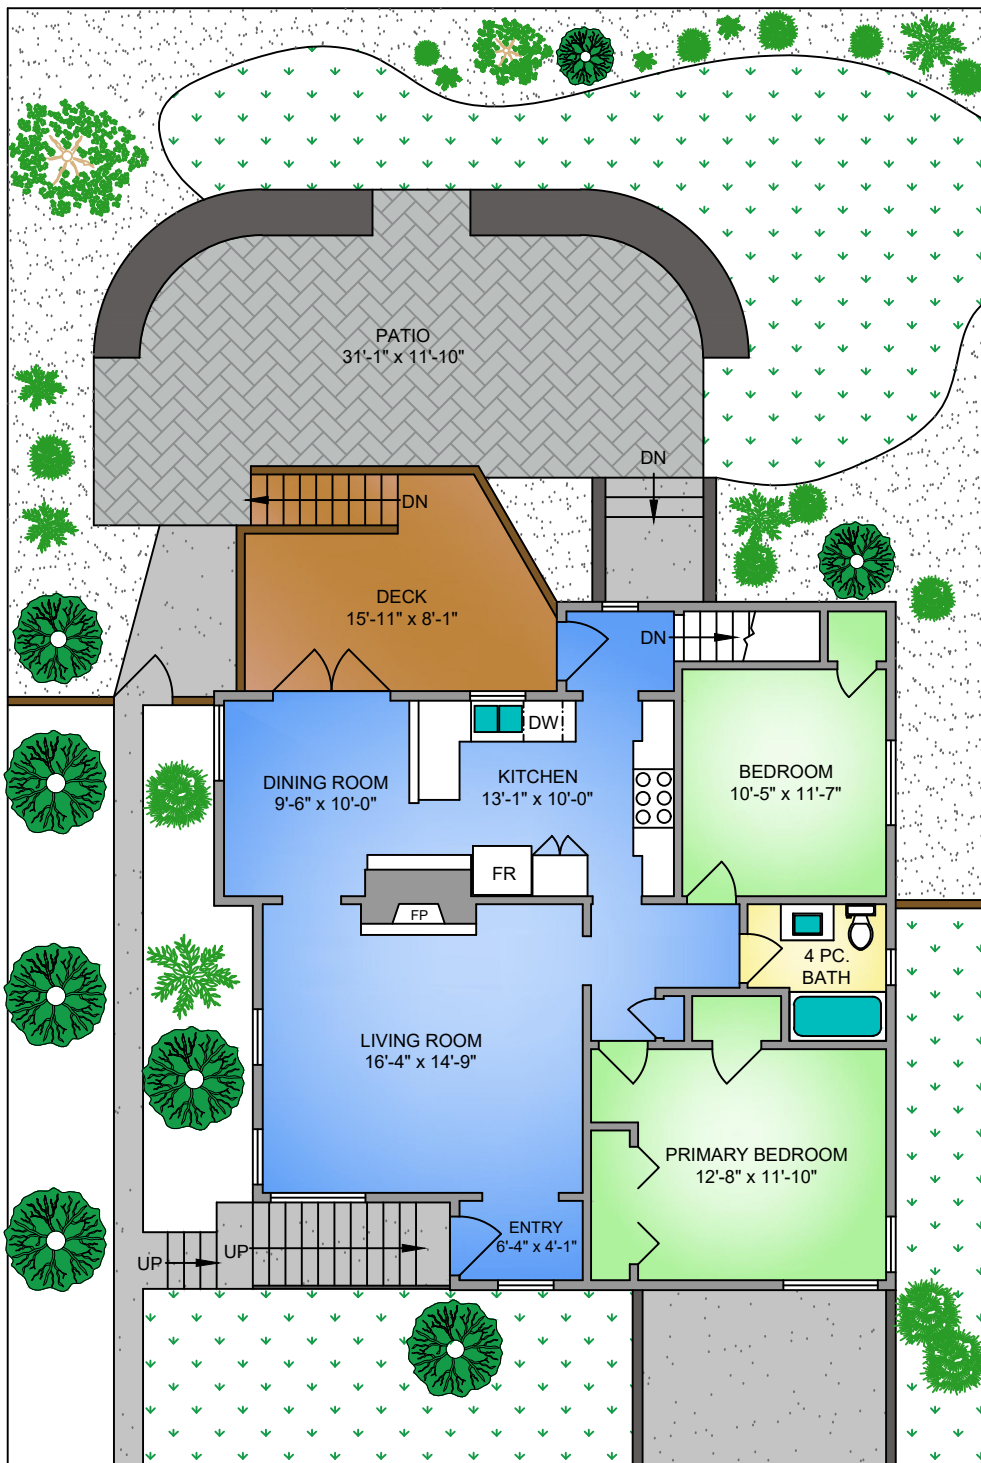 PATIO
31'-1" x 11'-10"
DN
DN
DECK
15'-11" x 8'-1"
DN
DW
DINING ROOM
9'-6" x 10'-0"
KITCHEN
13'-1" x 10'-0"
BEDROOM
10'-5" x 11'-7"
FR
FP
4 PC.
BATH
LIVING ROOM
16'-4" x 14'-9"
PRIMARY BEDROOM
12'-8" x 11'-10"
ENTRY
6'-4" x 4'-1"
UP
UP